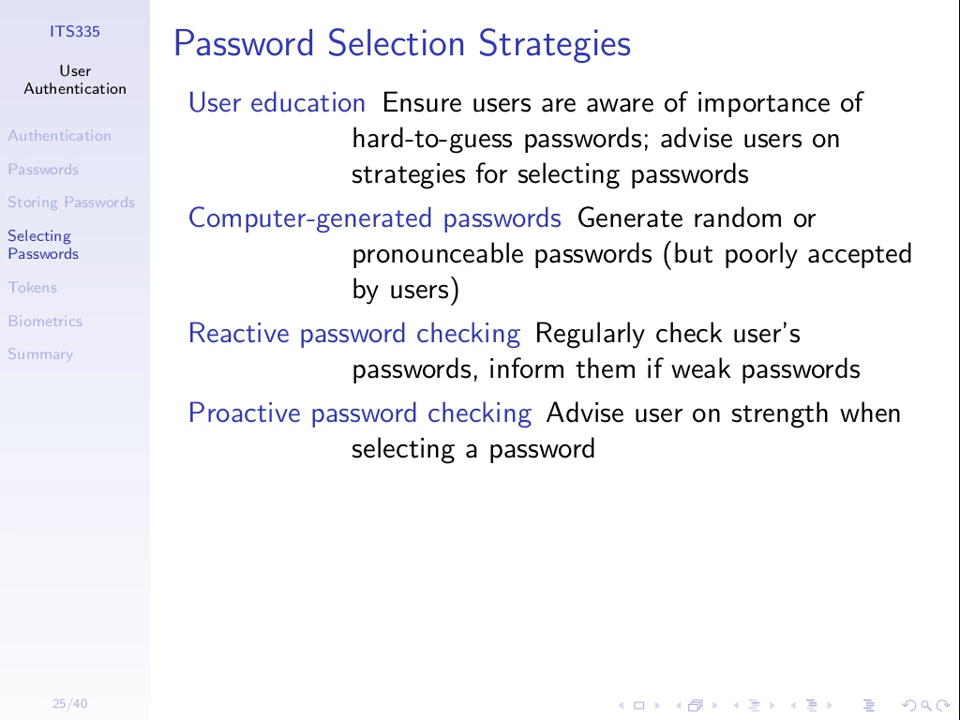 ITS335
User
Authentication
Authentication
Passwords
Storing Passwords
Selecting
Passwords
Tokens
Biometrics
Summary
25/40
Password Selection Strategies
User education Ensure users are aware of importance of
hard-to-guess passwords; advise users on
strategies for selecting passwords
Computer-generated passwords Generate random or
pronounceable passwords (but poorly accepted
by users)
Reactive password checking Regularly check user's
passwords, inform them if weak passwords
Proactive password checking Advise user on strength when
selecting a password